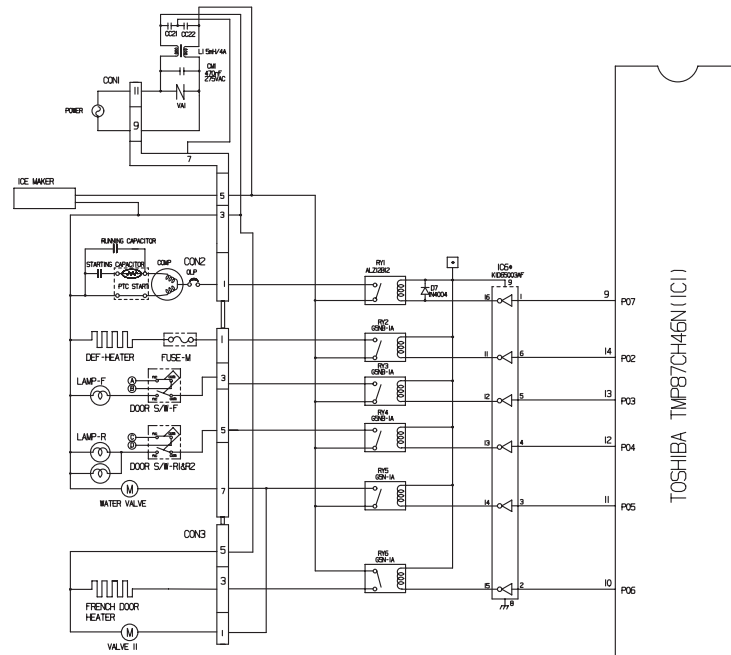 CC21 CC22
L1 5mH/4A
CM1
470nF
275VAC
VA1
CON1
11
9
POWER
7
ICE MAKER
5
3
RUNNING CAPACITOR
STARTING CAPACITOR
COMP
CON2
OLP
PTC START
1
DEF-HEATER
FUSE-M
1
LAMP-F
A
B
DOOR S/W-F
3
LAMP-R
C
D
DOOR S/W-R1&R2
5
M
WATER VALVE
7
CON3
5
3
FRENCH DOOR
HEATER
M
VALVE II
1
RY1
ALZ12B12
D7
1N4004
RY2
G5NB-1A
RY3
G5NB-1A
RY4
G5NB-1A
RY5
G5N-1A
RY6
G5N-1A
IC6*
KID65003AF
9
16 1
11 6
12 5
13 4
14 3
15 2
8
9 P07
14 P02
13 P03
12 P04
11 P05
10 P06
TOSHIBA TMP87CH46N(IC1)